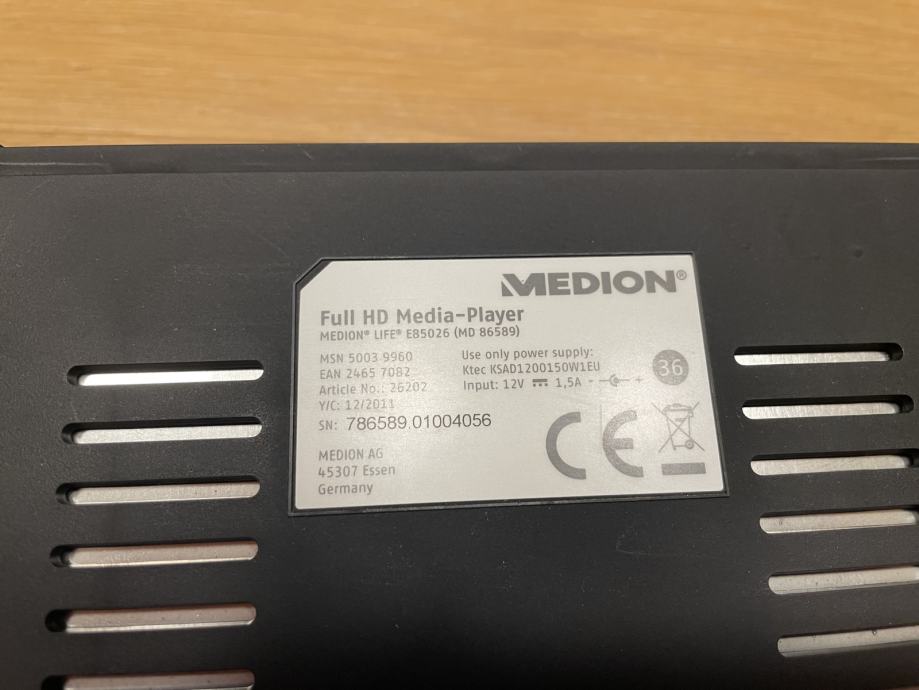 MEDION®
Full HD Media-Player
MEDION® LIFE® E85026 (MD 86589)
MSN 5003 9960
EAN 2465 7082
Article No.: 26202
Y/C: 12/2011
SN: 786589.01004056
Use only power supply:
Ktec KSAD1200150W1EU
Input: 12V 1,5A - +
36
CE
MEDION AG
45307 Essen
Germany